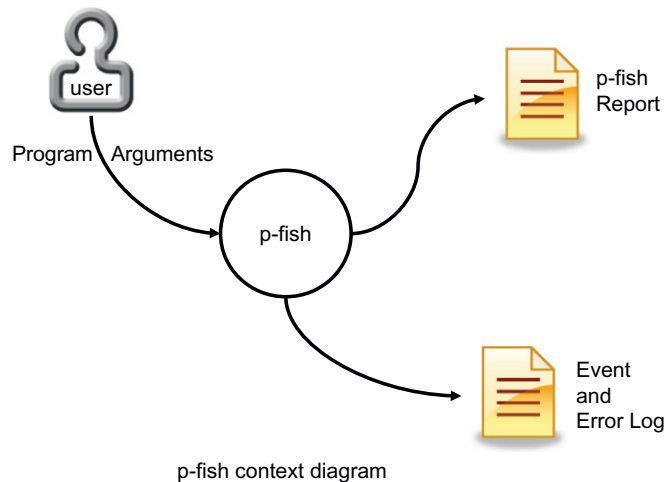 user
Program Arguments
p-fish
p-fish
Report
Event
and
Error Log
p-fish context diagram